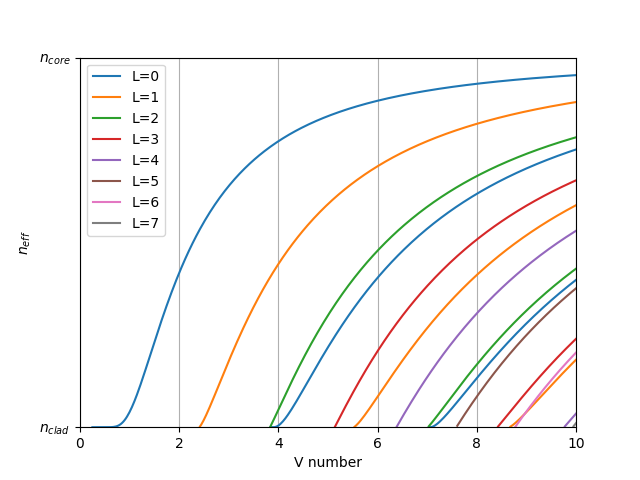 n_core
L=0
L=1
L=2
L=3
L=4
L=5
L=6
L=7
n_eff
n_clad
0 2 4 6 8 10
V number